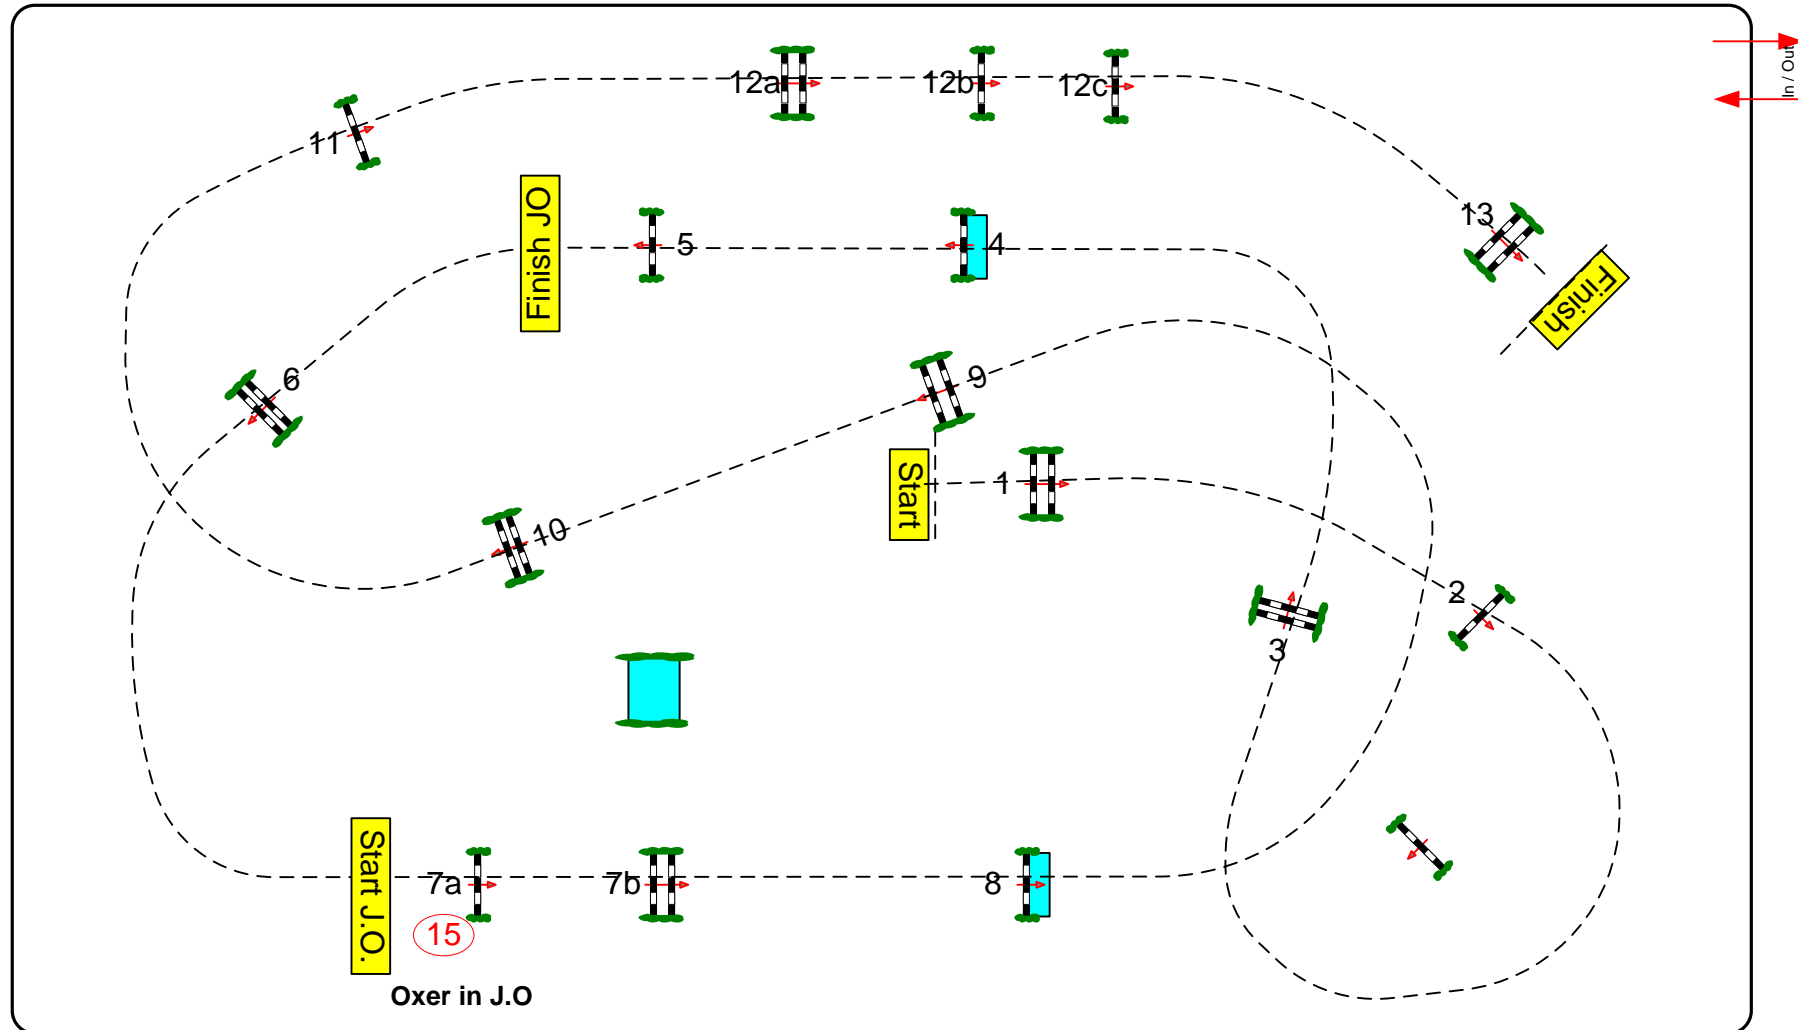 In / Out
12a
12b
12c
11
13
Finish JO
5
4
Finish
6
9
Start
1
10
2
3
Start J.O.
7a
7b
8
15
Oxer in J.O